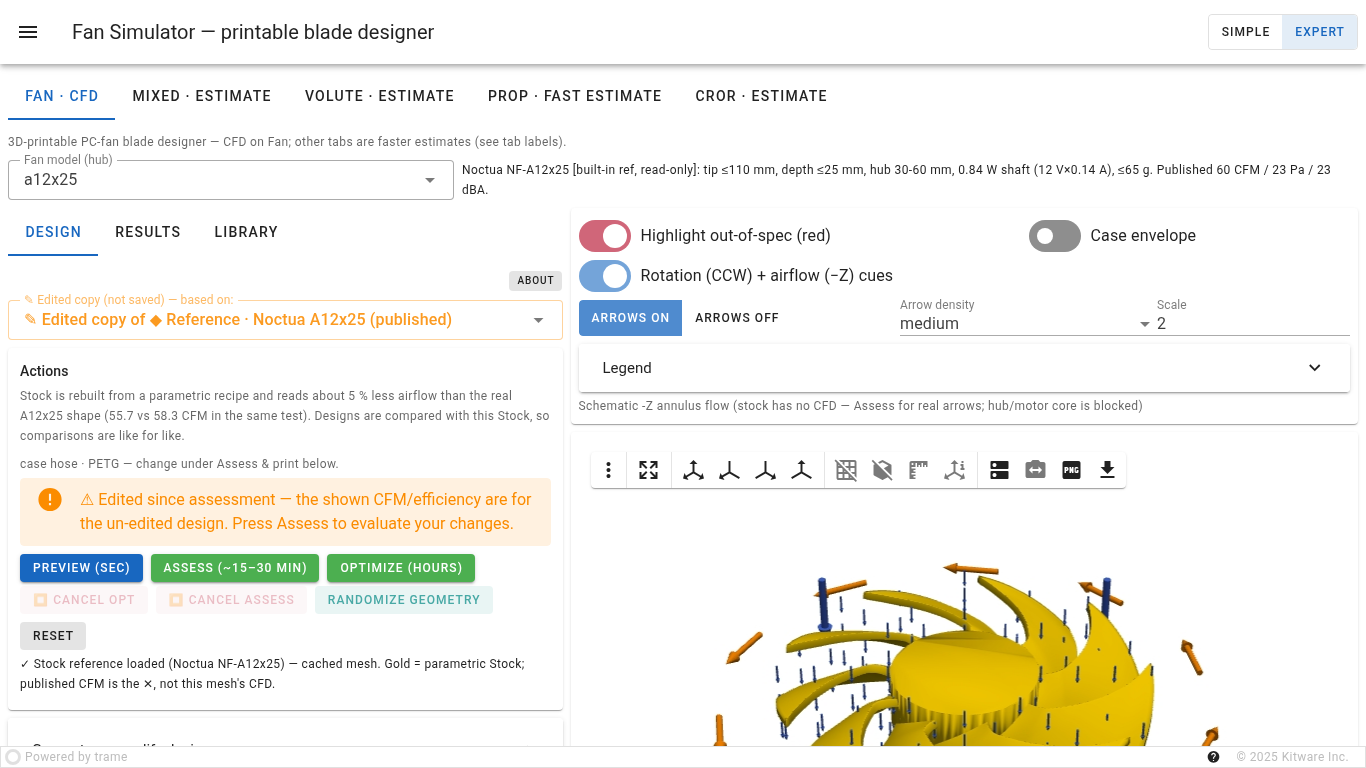 Fan Simulator — printable blade designer
SIMPLE
EXPERT
FAN · CFD
MIXED · ESTIMATE
VOLUTE · ESTIMATE
PROP · FAST ESTIMATE
CROR · ESTIMATE
3D-printable PC-fan blade designer — CFD on Fan; other tabs are faster estimates (see tab labels).
Fan model (hub)
a12x25
Noctua NF-A12x25 [built-in ref, read-only]: tip ≤110 mm, depth ≤25 mm, hub 30-60 mm, 0.84 W shaft (12 V×0.14 A), ≤65 g. Published 60 CFM / 23 Pa / 23
dBA.
DESIGN
RESULTS
LIBRARY
ABOUT
✎ Edited copy (not saved) — based on:
✎ Edited copy of ◆ Reference · Noctua A12x25 (published)
Actions
Stock is rebuilt from a parametric recipe and reads about 5 % less airflow than the real
A12x25 shape (55.7 vs 58.3 CFM in the same test). Designs are compared with this Stock, so
comparisons are like for like.
case hose · PETG — change under Assess & print below.
⚠ Edited since assessment — the shown CFM/efficiency are for
the un-edited design. Press Assess to evaluate your changes.
PREVIEW (SEC)
ASSESS (~15–30 MIN)
OPTIMIZE (HOURS)
CANCEL OPT
CANCEL ASSESS
RANDOMIZE GEOMETRY
RESET
✓ Stock reference loaded (Noctua NF-A12x25) — cached mesh. Gold = parametric Stock;
published CFM is the ✕, not this mesh's CFD.
Highlight out-of-spec (red)
Case envelope
Rotation (CCW) + airflow (−Z) cues
ARROWS ON
ARROWS OFF
Arrow density
medium
Scale
2
Legend
Schematic -Z annulus flow (stock has no CFD — Assess for real arrows; hub/motor core is blocked)
PNG
Powered by trame
© 2025 Kitware Inc.